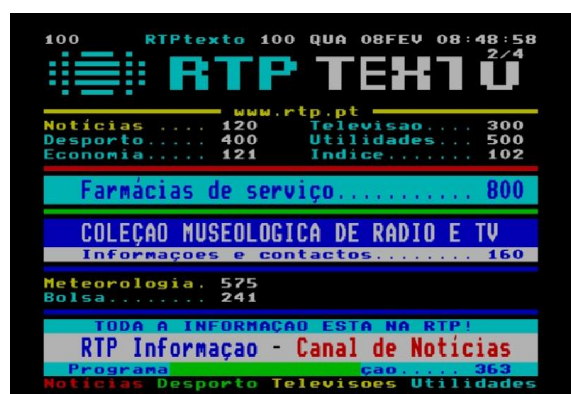 100 RTPtexto 100 QUA 08FEV 08:48:58
2/4
RTP TEXTO
www.rtp.pt
Notícias .... 120 Televisao.... 300
Desporto..... 400 Utilidades... 500
Economia..... 121 Indice....... 102
Farmácias de serviço........... 800
COLEÇAO MUSEOLOGICA DE RADIO E TV
Informaçoes e contactos........ 160
Meteorologia. 575
Bolsa........ 241
TODA A INFORMAÇAO ESTA NA RTP!
RTP Informaçao - Canal de Notícias
Programa çao..... 363
Notícias Desporto Televisoes Utilidades